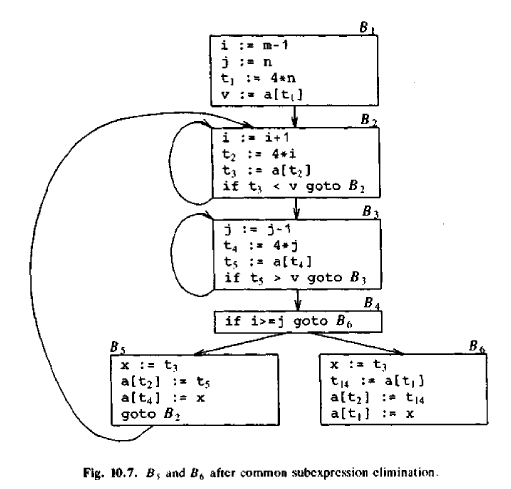 B₁
i := m-1
j := n
t₁ := 4*n
v := a[t₁]
B₂
i := i+1
t₂ := 4*i
t₃ := a[t₂]
if t₃ < v goto B₂
B₃
j := j-1
t₄ := 4*j
t₅ := a[t₄]
if t₅ > v goto B₃
B₄
if i>=j goto B₆
B₅
x := t₃
a[t₂] := t₅
a[t₄] := x
goto B₂
B₆
x := t₃
t₁₄ := a[t₁]
a[t₂] := t₁₄
a[t₁] := x
Fig. 10.7. B₅ and B₆ after common subexpression elimination.